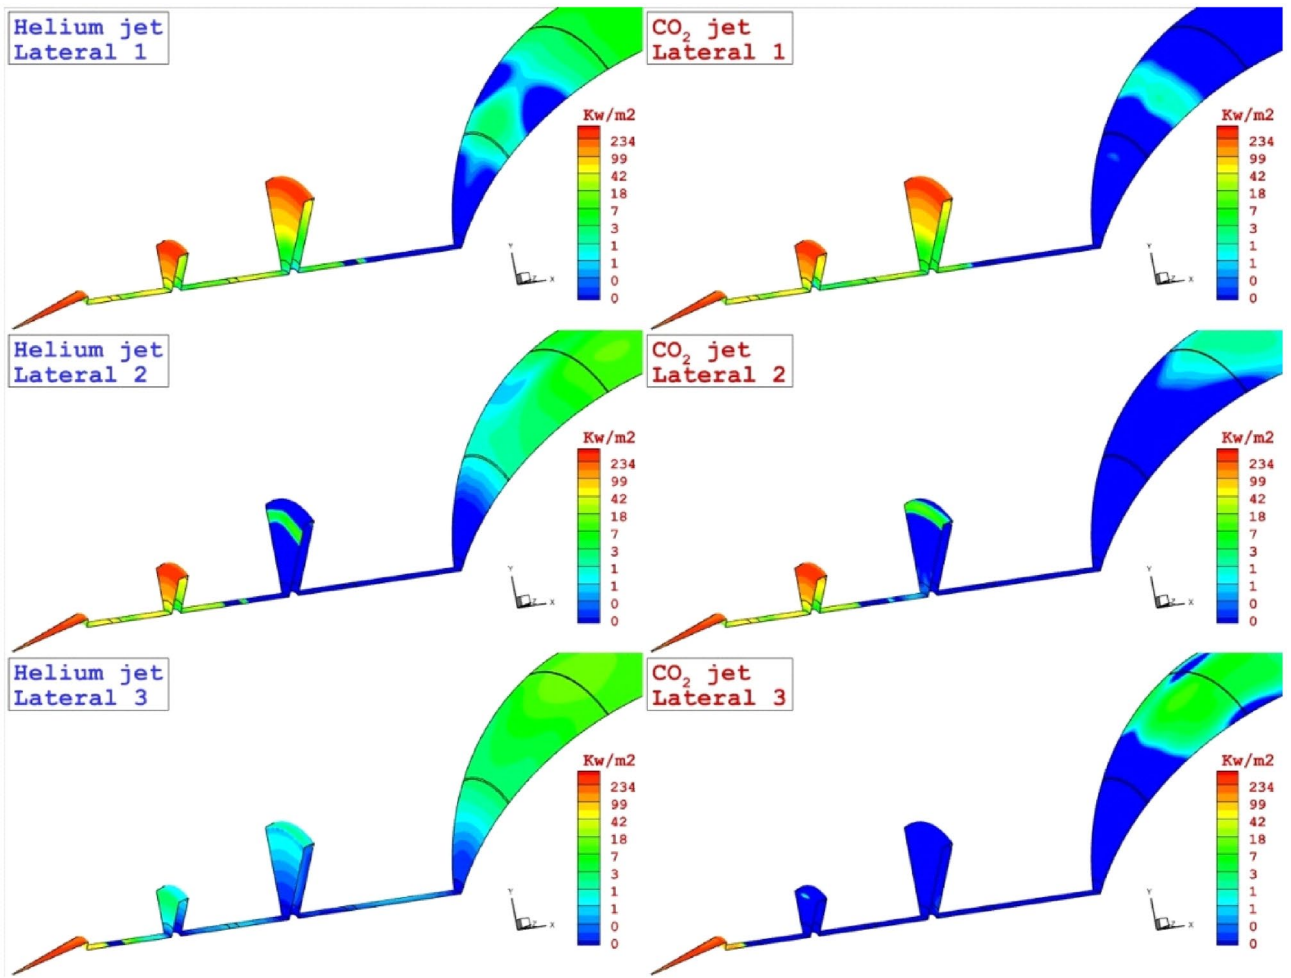 Helium jet
Lateral 1
Kw/m2
234
99
42
18
7
3
1
1
0
0
Y
Z
X
CO₂ jet
Lateral 1
Kw/m2
234
99
42
18
7
3
1
1
0
0
Y
Z
X
Helium jet
Lateral 2
Kw/m2
234
99
42
18
7
3
1
1
0
0
Y
Z
X
CO₂ jet
Lateral 2
Kw/m2
234
99
42
18
7
3
1
1
0
0
Y
Z
X
Helium jet
Lateral 3
Kw/m2
234
99
42
18
7
3
1
1
0
0
Y
Z
X
CO₂ jet
Lateral 3
Kw/m2
234
99
42
18
7
3
1
1
0
0
Y
Z
X